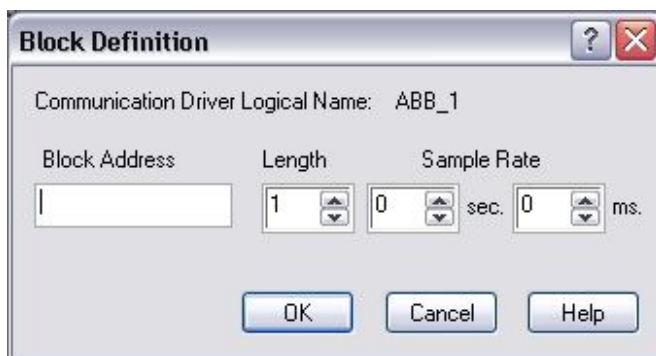 Block Definition
?
Communication Driver Logical Name: ABB_1
Block Address Length Sample Rate
1 0 sec. 0 ms.
OK Cancel Help